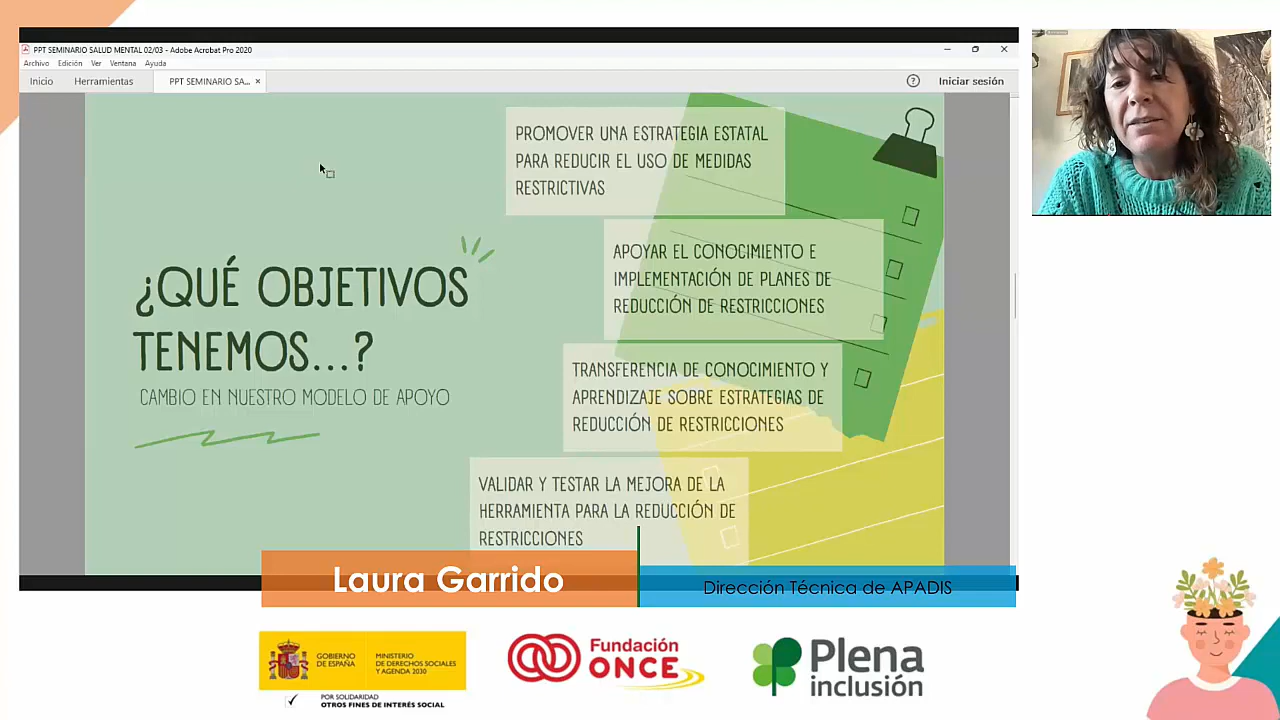 PPT SEMINARIO SALUD MENTAL 02/03 - Adobe Acrobat Pro 2020
Archivo Edición Ver Ventana Ayuda
Inicio Herramientas PPT SEMINARIO SA... × ? Iniciar sesión
¿QUÉ OBJETIVOS
TENEMOS...?
CAMBIO EN NUESTRO MODELO DE APOYO
PROMOVER UNA ESTRATEGIA ESTATAL
PARA REDUCIR EL USO DE MEDIDAS
RESTRICTIVAS
APOYAR EL CONOCIMIENTO E
IMPLEMENTACIÓN DE PLANES DE
REDUCCIÓN DE RESTRICCIONES
TRANSFERENCIA DE CONOCIMIENTO Y
APRENDIZAJE SOBRE ESTRATEGIAS DE
REDUCCIÓN DE RESTRICCIONES
VALIDAR Y TESTAR LA MEJORA DE LA
HERRAMIENTA PARA LA REDUCCIÓN DE
RESTRICCIONES
Laura Garrido
Dirección Técnica de APADIS
GOBIERNO
DE ESPAÑA
MINISTERIO
DE DERECHOS SOCIALES
Y AGENDA 2030
POR SOLIDARIDAD
OTROS FINES DE INTERÉS SOCIAL
Fundación
ONCE
Plena
inclusión